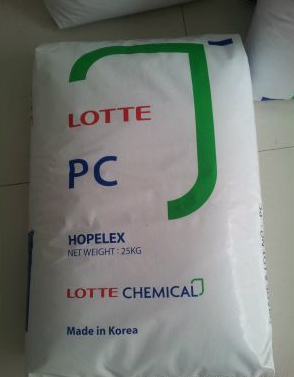 LOTTE
PC
HOPELEX
NET WEIGHT : 25KG
LOTTE CHEMICAL
Made in Korea